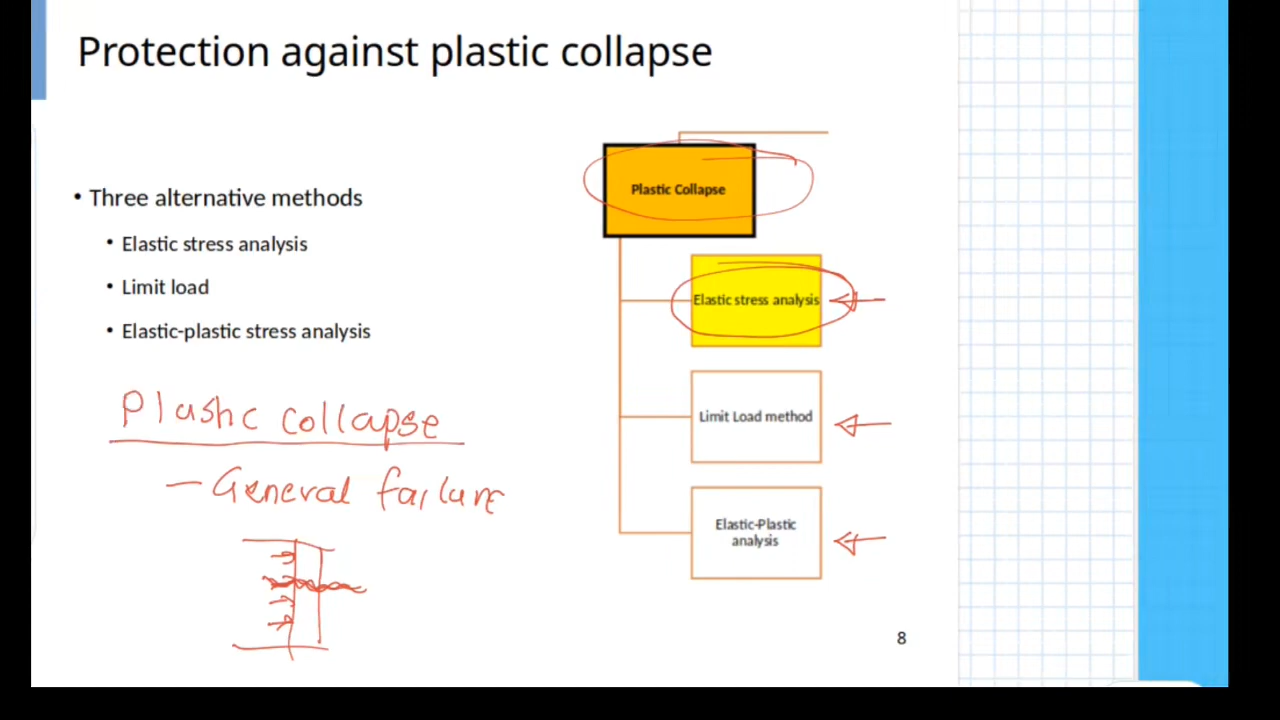 Protection against plastic collapse
• Three alternative methods
• Elastic stress analysis
• Limit load
• Elastic-plastic stress analysis
Plastic collapse
- General failure
Plastic Collapse
Elastic stress analysis
Limit Load method
Elastic-Plastic
analysis
8